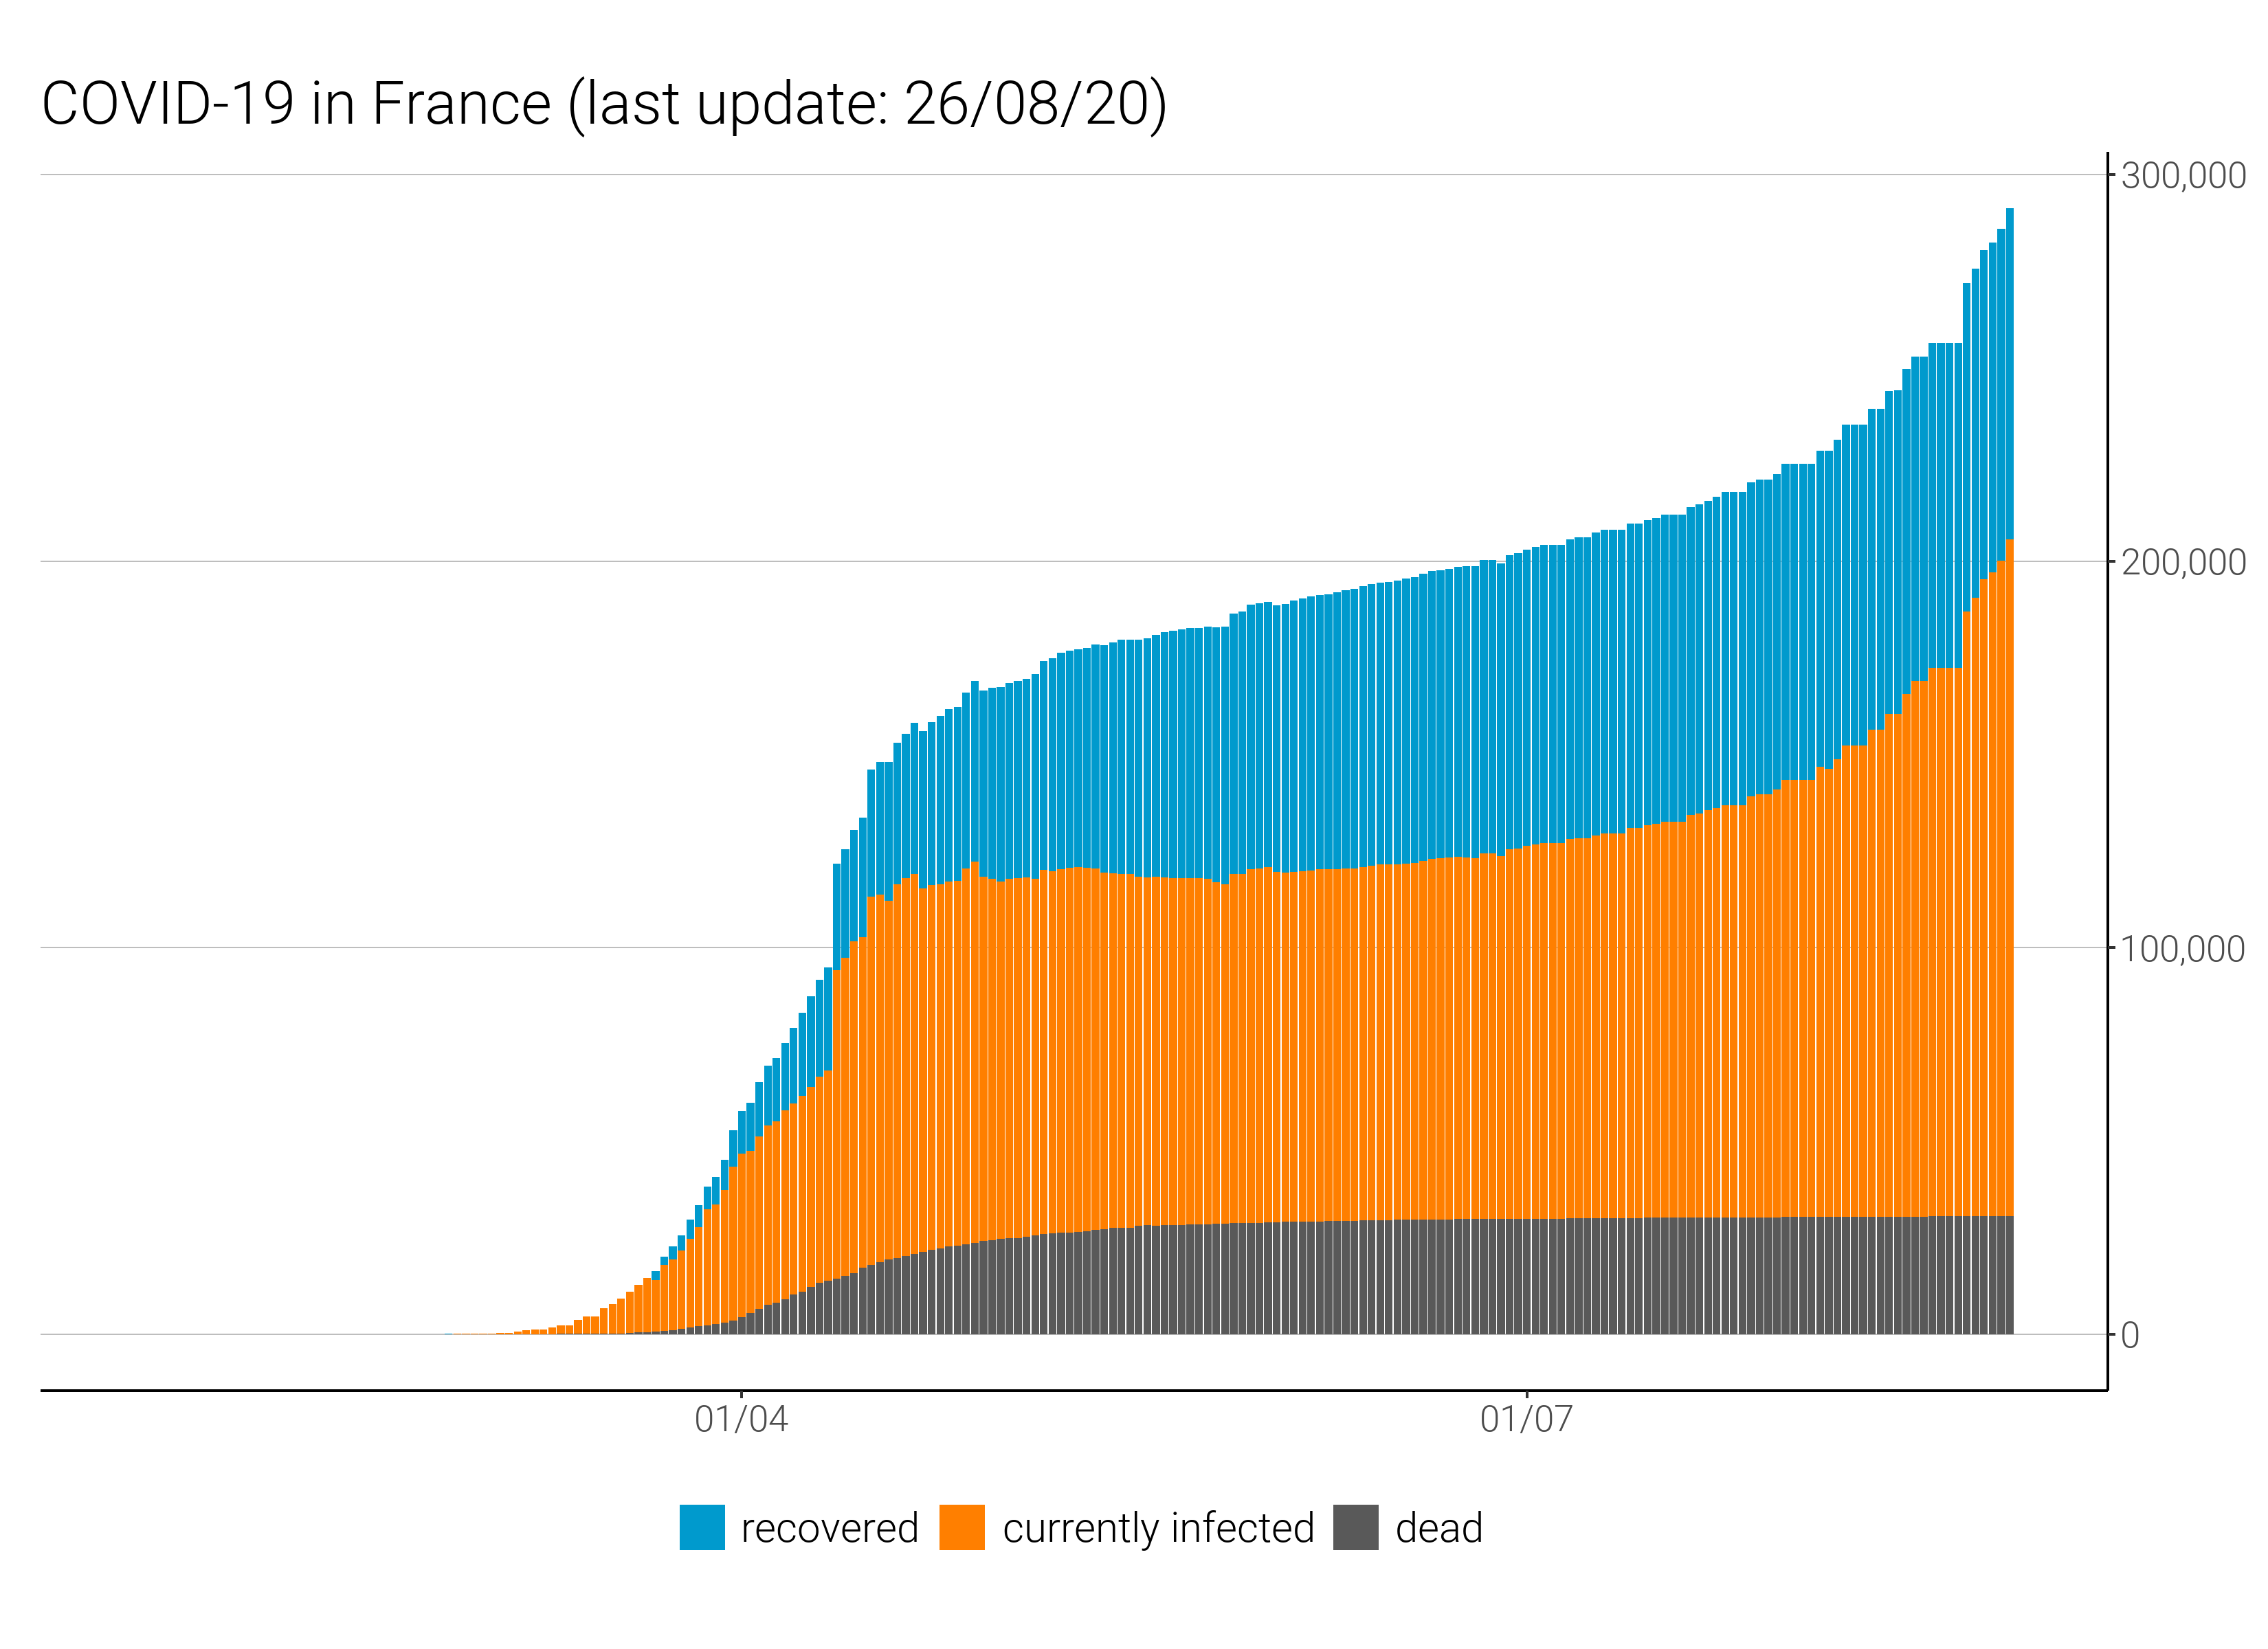 COVID-19 in France (last update: 26/08/20)
300,000
200,000
100,000
0
01/04 01/07
recovered currently infected dead